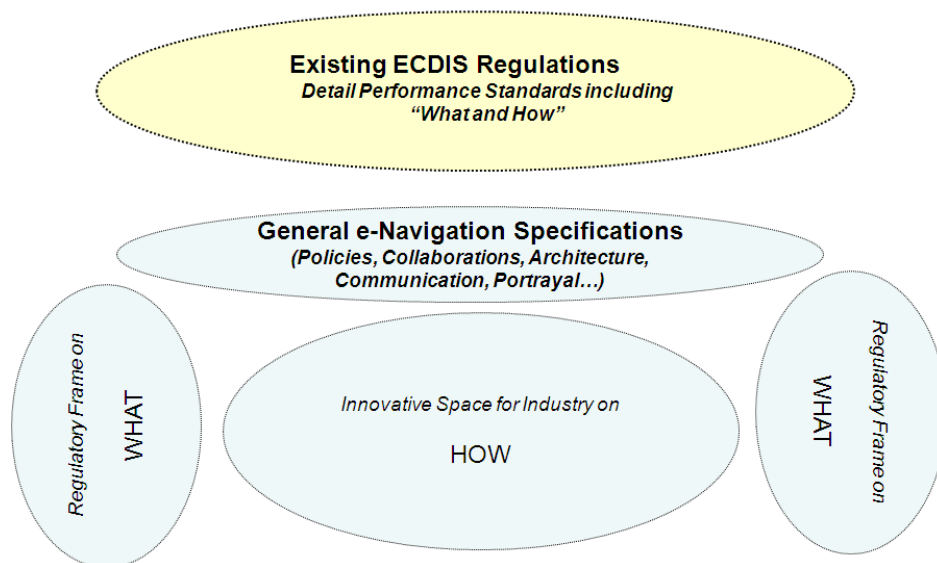 Existing ECDIS Regulations
Detail Performance Standards including
“What and How”
General e-Navigation Specifications
(Policies, Collaborations, Architecture,
Communication, Portrayal…)
Regulatory Frame on
WHAT
Innovative Space for Industry on
HOW
Regulatory Frame on
WHAT